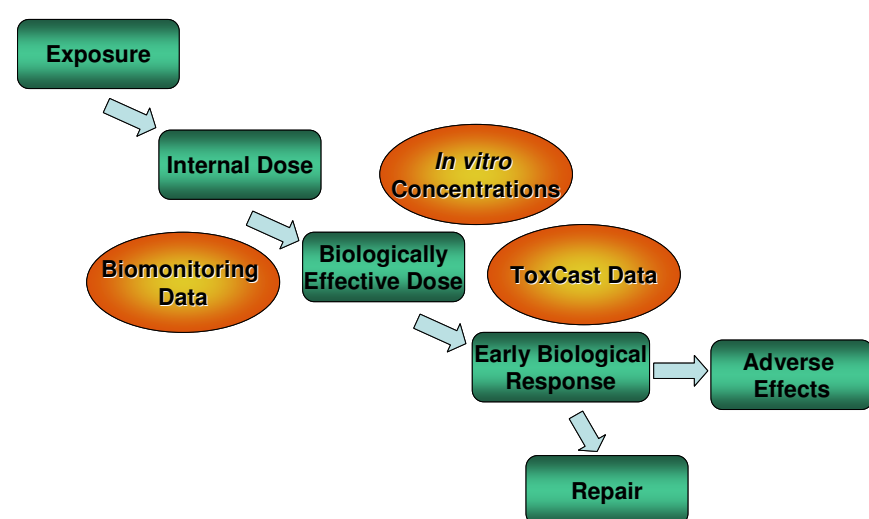 Exposure
Internal Dose
In vitro
Concentrations
Biomonitoring
Data
Biologically
Effective Dose
ToxCast Data
Early Biological
Response
Adverse
Effects
Repair